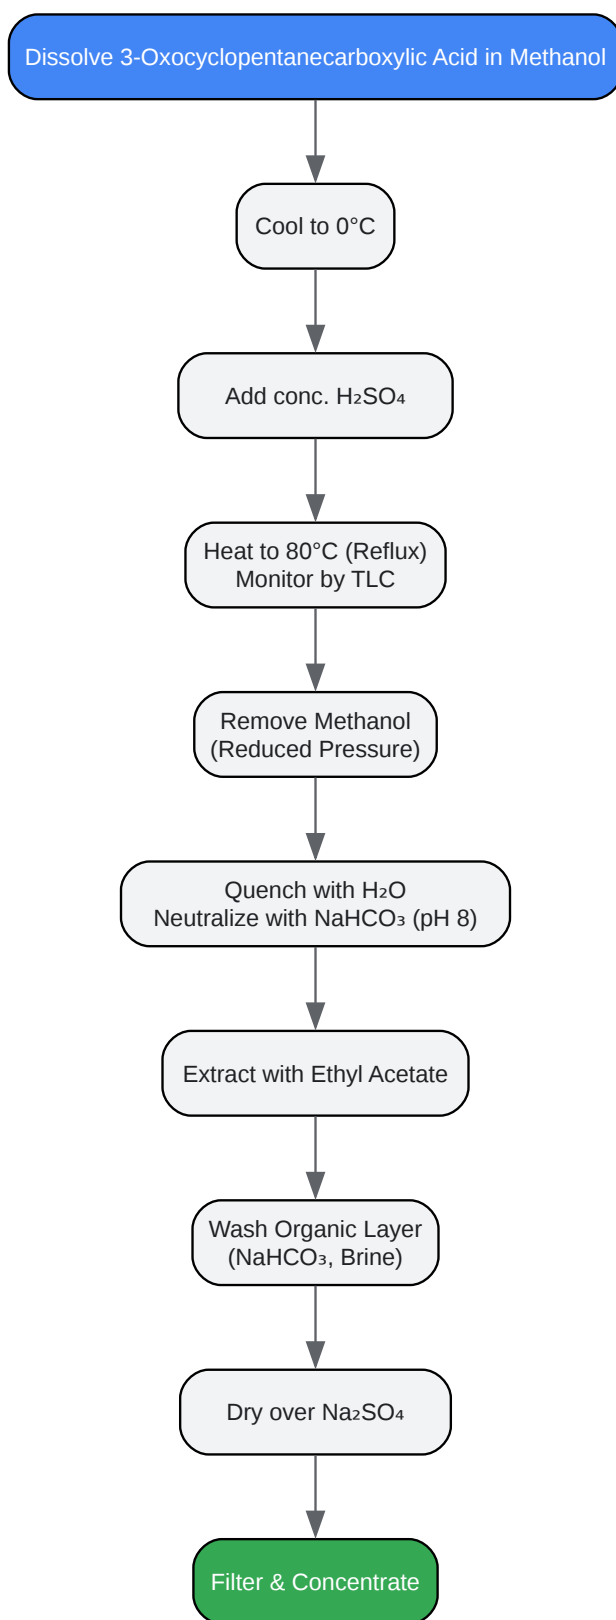 Dissolve 3-Oxocyclopentanecarboxylic Acid in Methanol
Cool to 0°C
Add conc. H₂SO₄
Heat to 80°C (Reflux)
Monitor by TLC
Remove Methanol
(Reduced Pressure)
Quench with H₂O
Neutralize with NaHCO₃ (pH 8)
Extract with Ethyl Acetate
Wash Organic Layer
(NaHCO₃, Brine)
Dry over Na₂SO₄
Filter & Concentrate